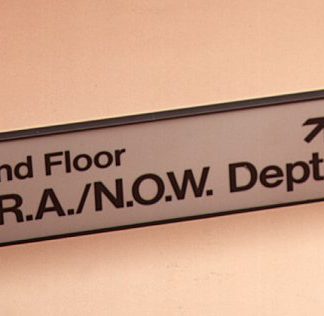 nd Floor
R.A./N.O.W. Dept